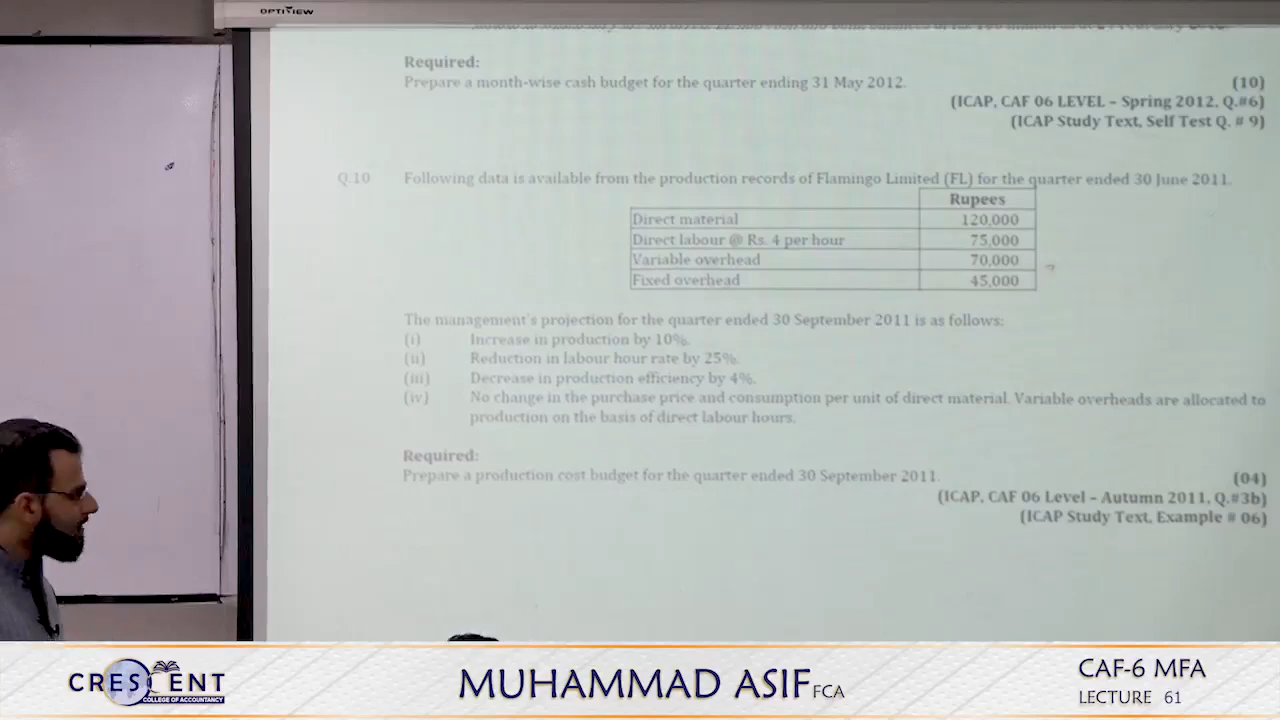 OPTIVIEW
Required:
Prepare a month-wise cash budget for the quarter ending 31 May 2012. (10)
(ICAP, CAF 06 LEVEL – Spring 2012, Q.#6)
(ICAP Study Text, Self Test Q. # 9)
Q.10 Following data is available from the production records of Flamingo Limited (FL) for the quarter ended 30 June 2011.
Rupees
Direct material 120,000
Direct labour @ Rs. 4 per hour 75,000
Variable overhead 70,000
Fixed overhead 45,000
The management's projection for the quarter ended 30 September 2011 is as follows:
(i) Increase in production by 10%.
(ii) Reduction in labour hour rate by 25%.
(iii) Decrease in production efficiency by 4%.
(iv) No change in the purchase price and consumption per unit of direct material. Variable overheads are allocated to
production on the basis of direct labour hours.
Required:
Prepare a production cost budget for the quarter ended 30 September 2011. (04)
(ICAP, CAF 06 Level – Autumn 2011, Q.#3b)
(ICAP Study Text, Example # 06)
CRESCENT
COLLEGE OF ACCOUNTANCY
MUHAMMAD ASIF FCA
CAF-6 MFA
LECTURE 61